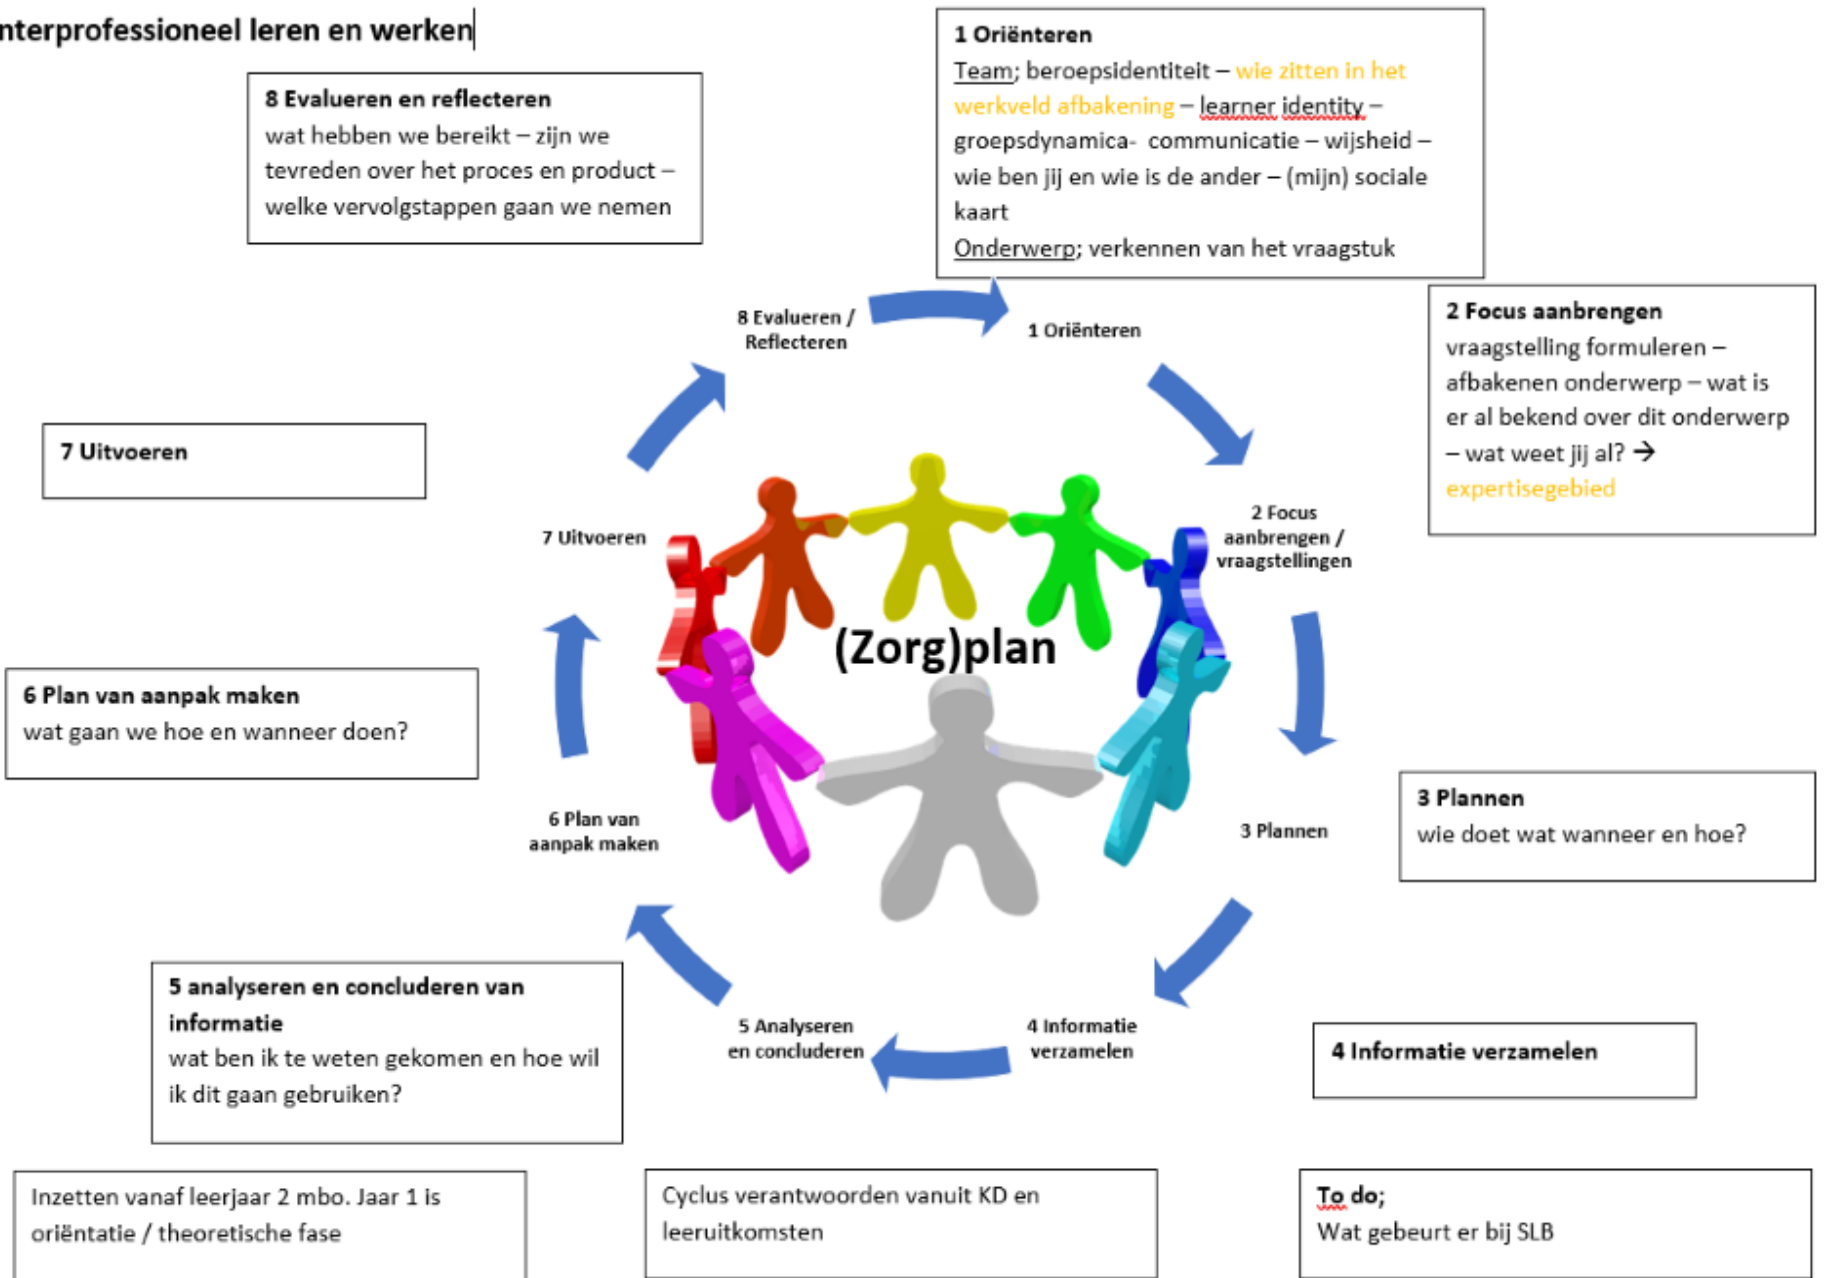 nterprofessioneel leren en werken
8 Evalueren en reflecteren
wat hebben we bereikt – zijn we
tevreden over het proces en product –
welke vervolgstappen gaan we nemen
1 Oriënteren
Team; beroepsidentiteit – wie zitten in het
werkveld afbakening – learner identity –
groepsdynamica- communicatie – wijsheid –
wie ben jij en wie is de ander – (mijn) sociale
kaart
Onderwerp; verkennen van het vraagstuk
2 Focus aanbrengen
vraagstelling formuleren –
afbakenen onderwerp – wat is
er al bekend over dit onderwerp
– wat weet jij al? →
expertisegebied
8 Evalueren /
Reflecteren
1 Oriënteren
7 Uitvoeren
7 Uitvoeren
2 Focus
aanbrengen /
vraagstellingen
(Zorg)plan
6 Plan van aanpak maken
wat gaan we hoe en wanneer doen?
6 Plan van
aanpak maken
3 Plannen
3 Plannen
wie doet wat wanneer en hoe?
5 analyseren en concluderen van
informatie
wat ben ik te weten gekomen en hoe wil
ik dit gaan gebruiken?
5 Analyseren
en concluderen
4 Informatie
verzamelen
4 Informatie verzamelen
Inzetten vanaf leerjaar 2 mbo. Jaar 1 is
oriëntatie / theoretische fase
Cyclus verantwoorden vanuit KD en
leeruitkomsten
To do;
Wat gebeurt er bij SLB